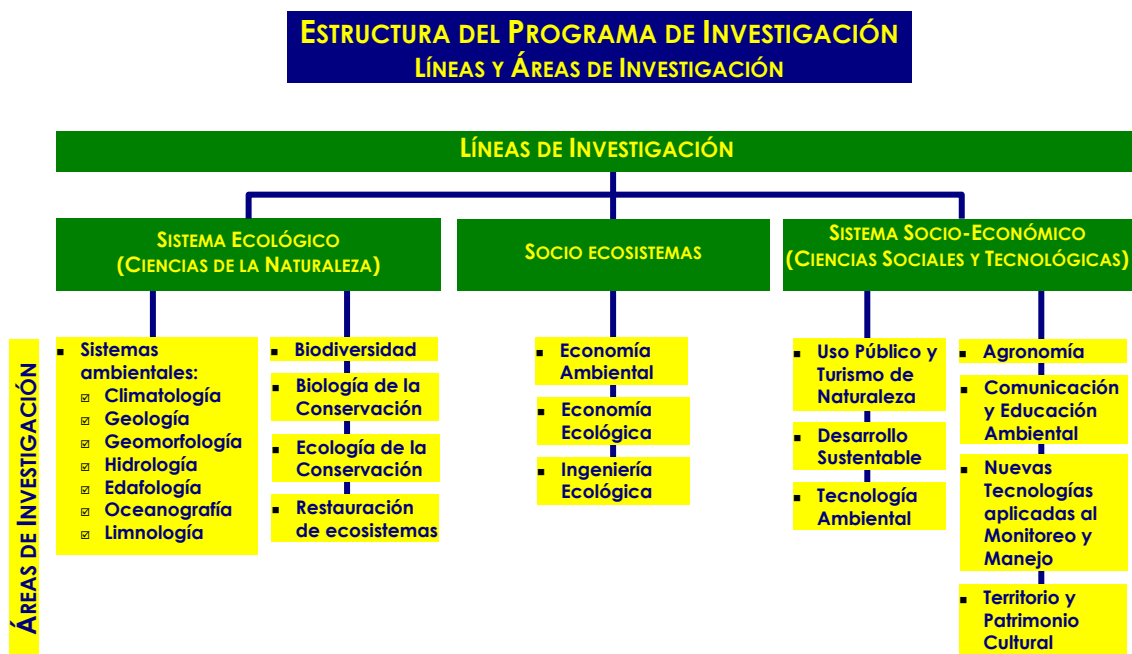 ESTRUCTURA DEL PROGRAMA DE INVESTIGACIÓN
LÍNEAS Y ÁREAS DE INVESTIGACIÓN
LÍNEAS DE INVESTIGACIÓN
SISTEMA ECOLÓGICO
(CIENCIAS DE LA NATURALEZA)
SOCIO ECOSISTEMAS
SISTEMA SOCIO-ECONÓMICO
(CIENCIAS SOCIALES Y TECNOLÓGICAS)
ÁREAS DE INVESTIGACIÓN
▪ Sistemas
ambientales:
☑ Climatología
☑ Geología
☑ Geomorfología
☑ Hidrología
☑ Edafología
☑ Oceanografía
☑ Limnología
▪ Biodiversidad
▪ Biología de la
Conservación
▪ Ecología de la
Conservación
▪ Restauración
de ecosistemas
▪ Economía
Ambiental
▪ Economía
Ecológica
▪ Ingeniería
Ecológica
▪ Uso Público y
Turismo de
Naturaleza
▪ Desarrollo
Sustentable
▪ Tecnología
Ambiental
▪ Agronomía
▪ Comunicación
y Educación
Ambiental
▪ Nuevas
Tecnologías
aplicadas al
Monitoreo y
Manejo
▪ Territorio y
Patrimonio
Cultural